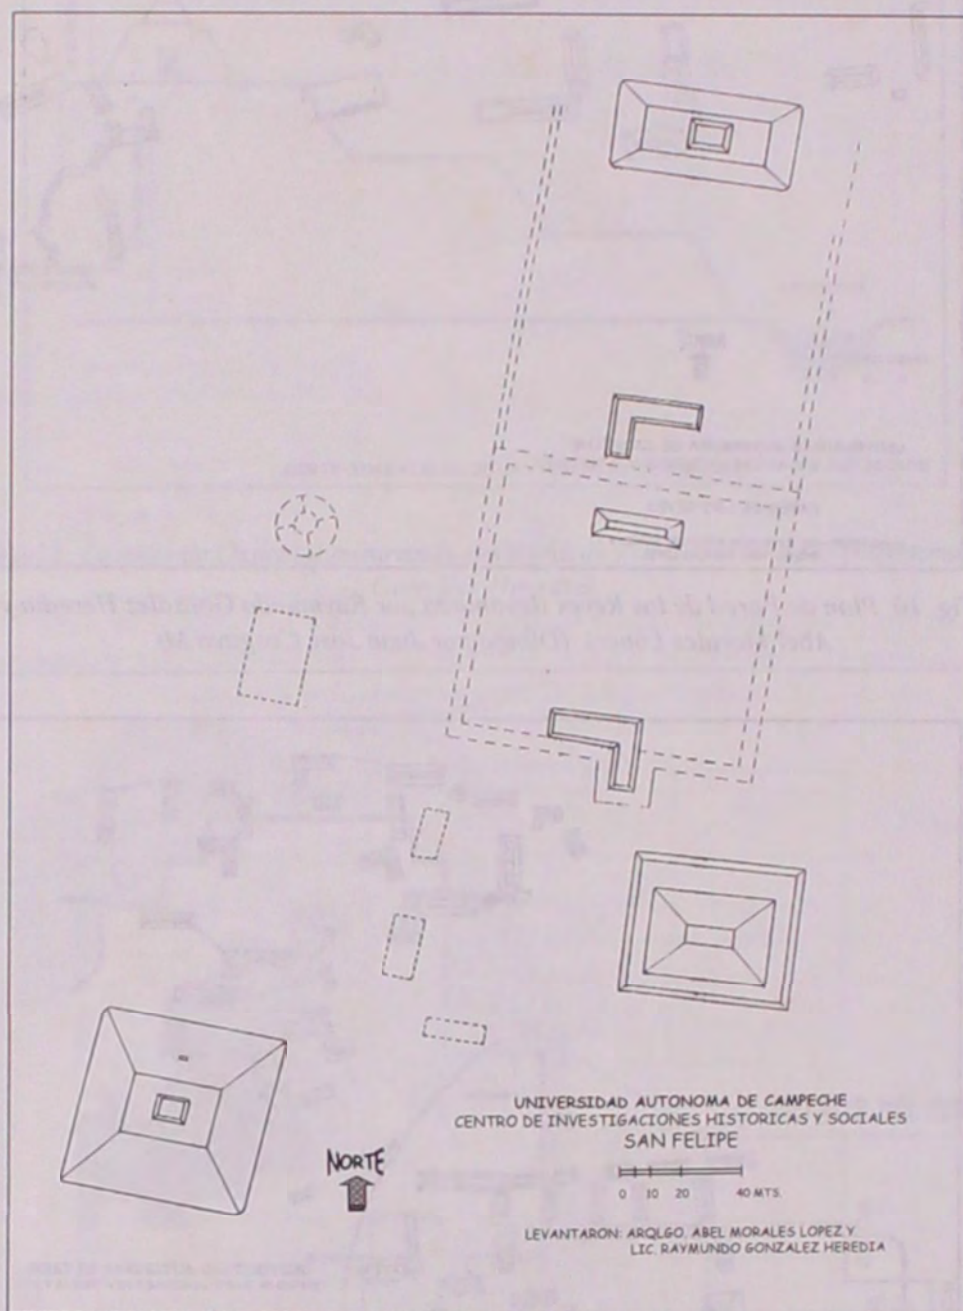 NORTE
UNIVERSIDAD AUTONOMA DE CAMPECHE
CENTRO DE INVESTIGACIONES HISTORICAS Y SOCIALES
SAN FELIPE
0 10 20 40 MTS.
LEVANTARON: ARQLGO. ABEL MORALES LOPEZ Y
LIC. RAYMUNDO GONZALEZ HEREDIA